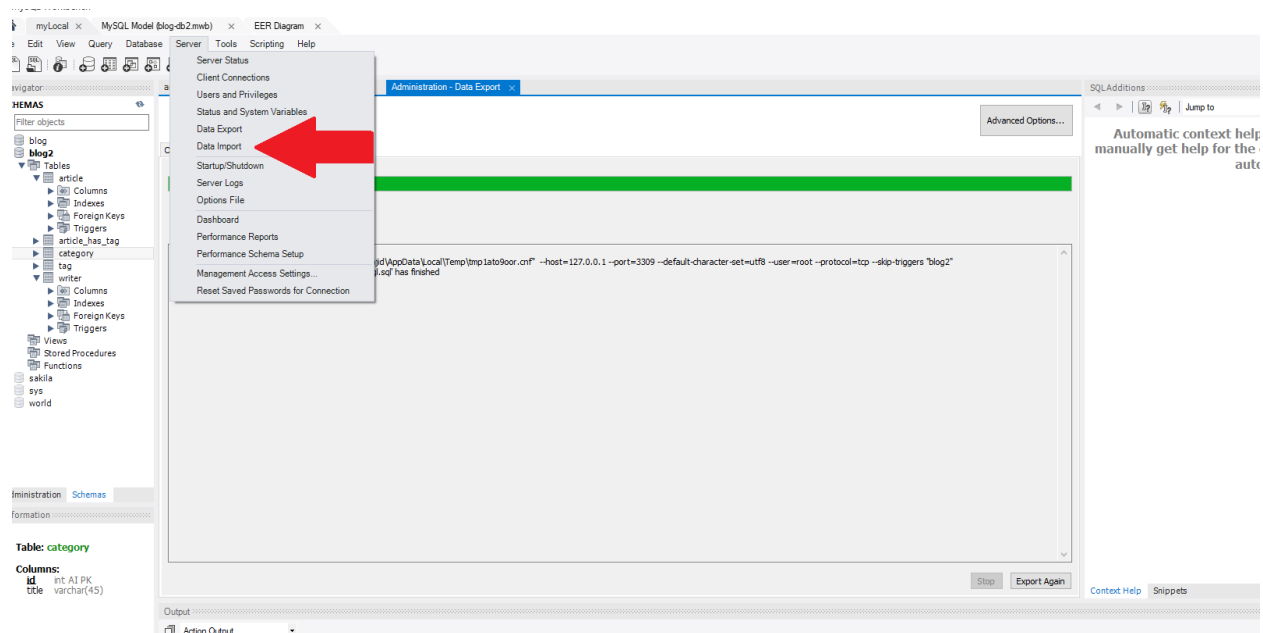 myLocal × MySQL Model (blog-db2.mwb) × EER Diagram ×
Edit View Query Database Server Tools Scripting Help
Server Status
Client Connections
Users and Privileges
Status and System Variables
Data Export
Data Import
Startup/Shutdown
Server Logs
Options File
Dashboard
Performance Reports
Performance Schema Setup
Management Access Settings...
Reset Saved Passwords for Connection
avigator
HEMAS
Filter objects
blog
blog2
Tables
article
Columns
Indexes
Foreign Keys
Triggers
article_has_tag
category
tag
writer
Columns
Indexes
Foreign Keys
Triggers
Views
Stored Procedures
Functions
sakila
sys
world
Schemas
formation
Table: category
Columns:
id int AI PK
title varchar(45)
Administration - Data Export ×
Advanced Options...
\AppData\Local\Temp\tmp1ato9oor.cnf" --host=127.0.0.1 --port=3309 --default-character-set=utf8 --user=root --protocol=tcp --skip-triggers "blog2"
.sql' has finished
Stop Export Again
Output
Action Output
SQLAdditions
Jump to
Automatic context help
manually get help for the
auto
Context Help Snippets